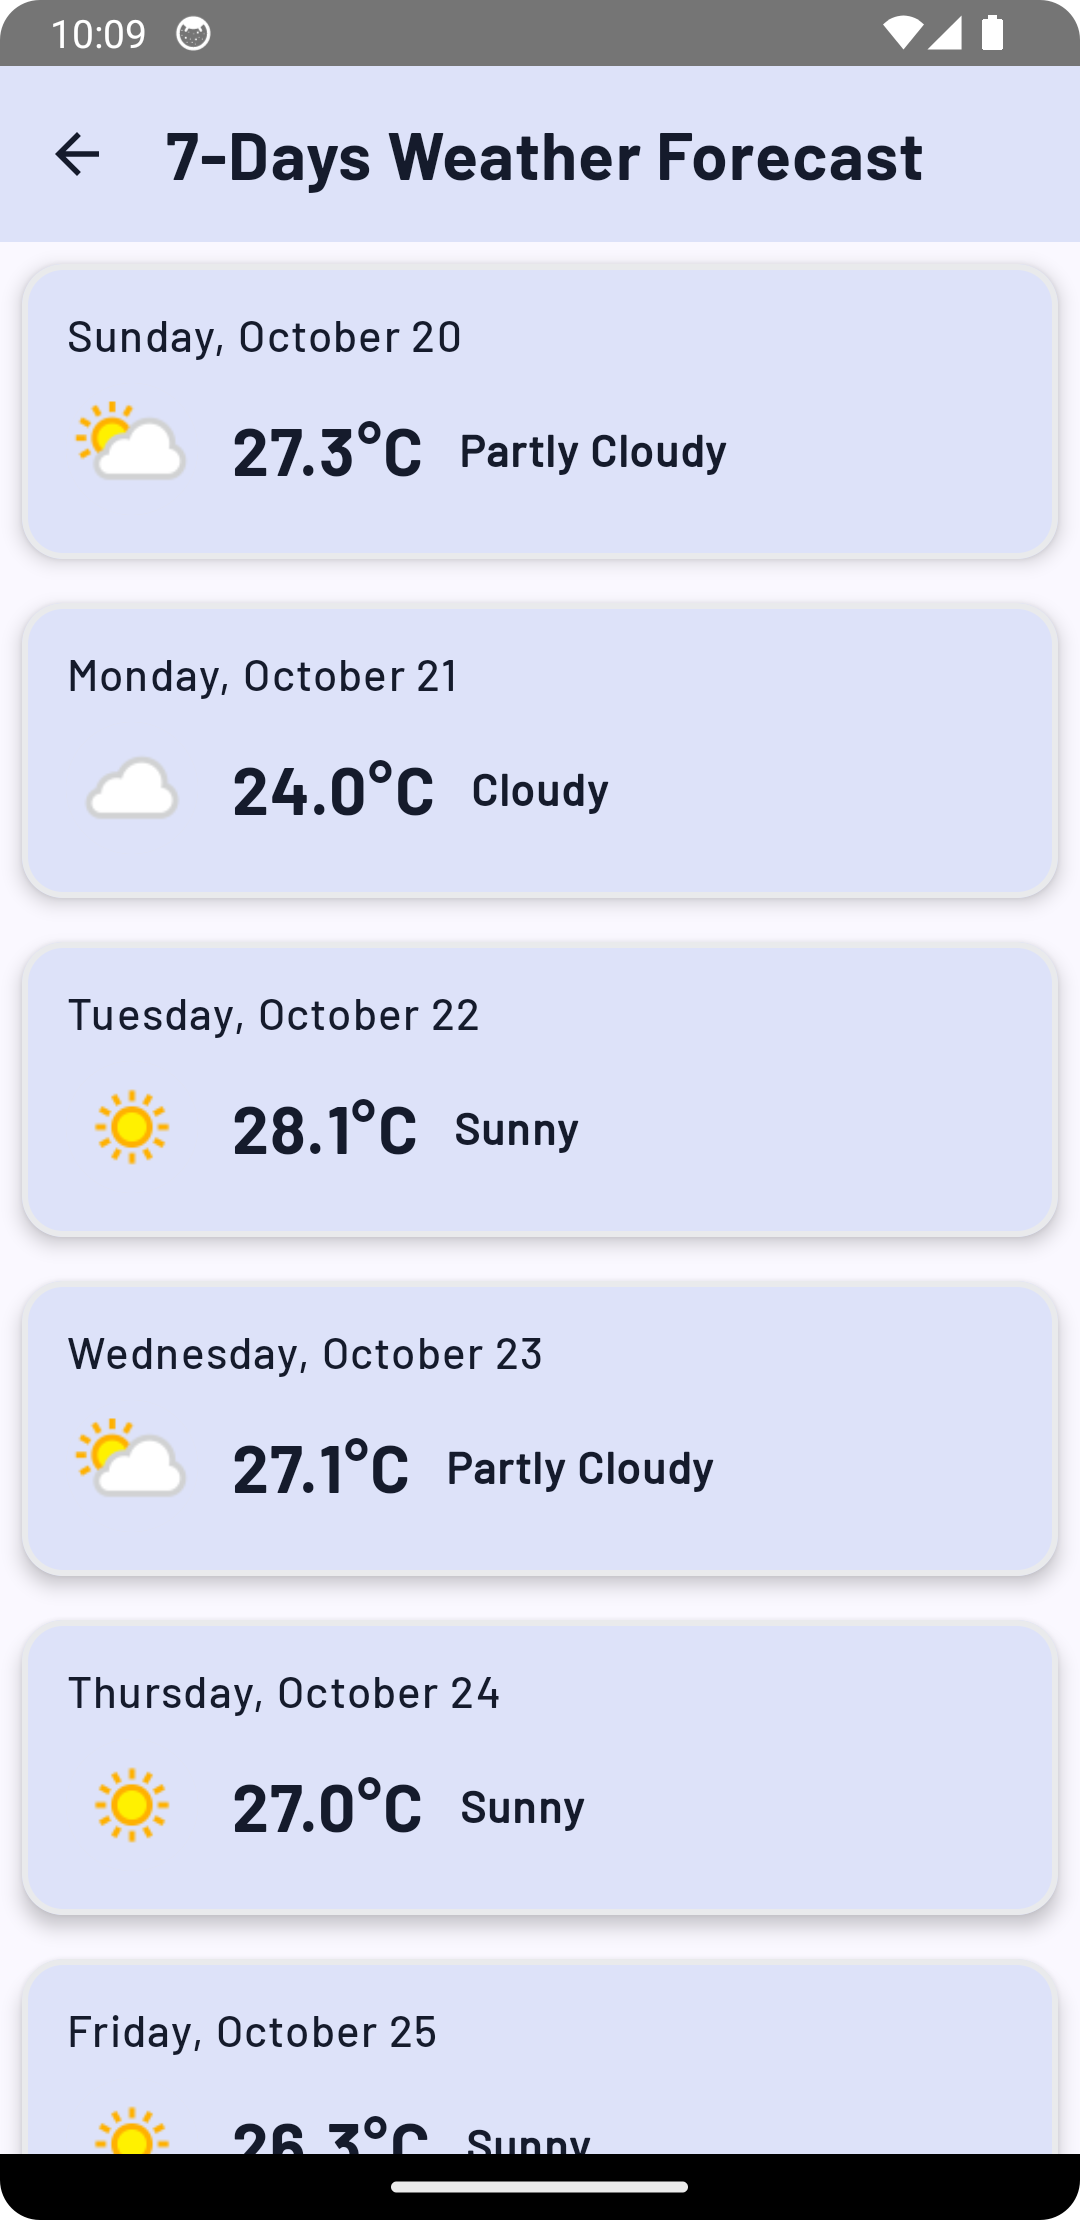 10:09
7-Days Weather Forecast
Sunday, October 20
27.3°C Partly Cloudy
Monday, October 21
24.0°C Cloudy
Tuesday, October 22
28.1°C Sunny
Wednesday, October 23
27.1°C Partly Cloudy
Thursday, October 24
27.0°C Sunny
Friday, October 25
26.3°C Sunny